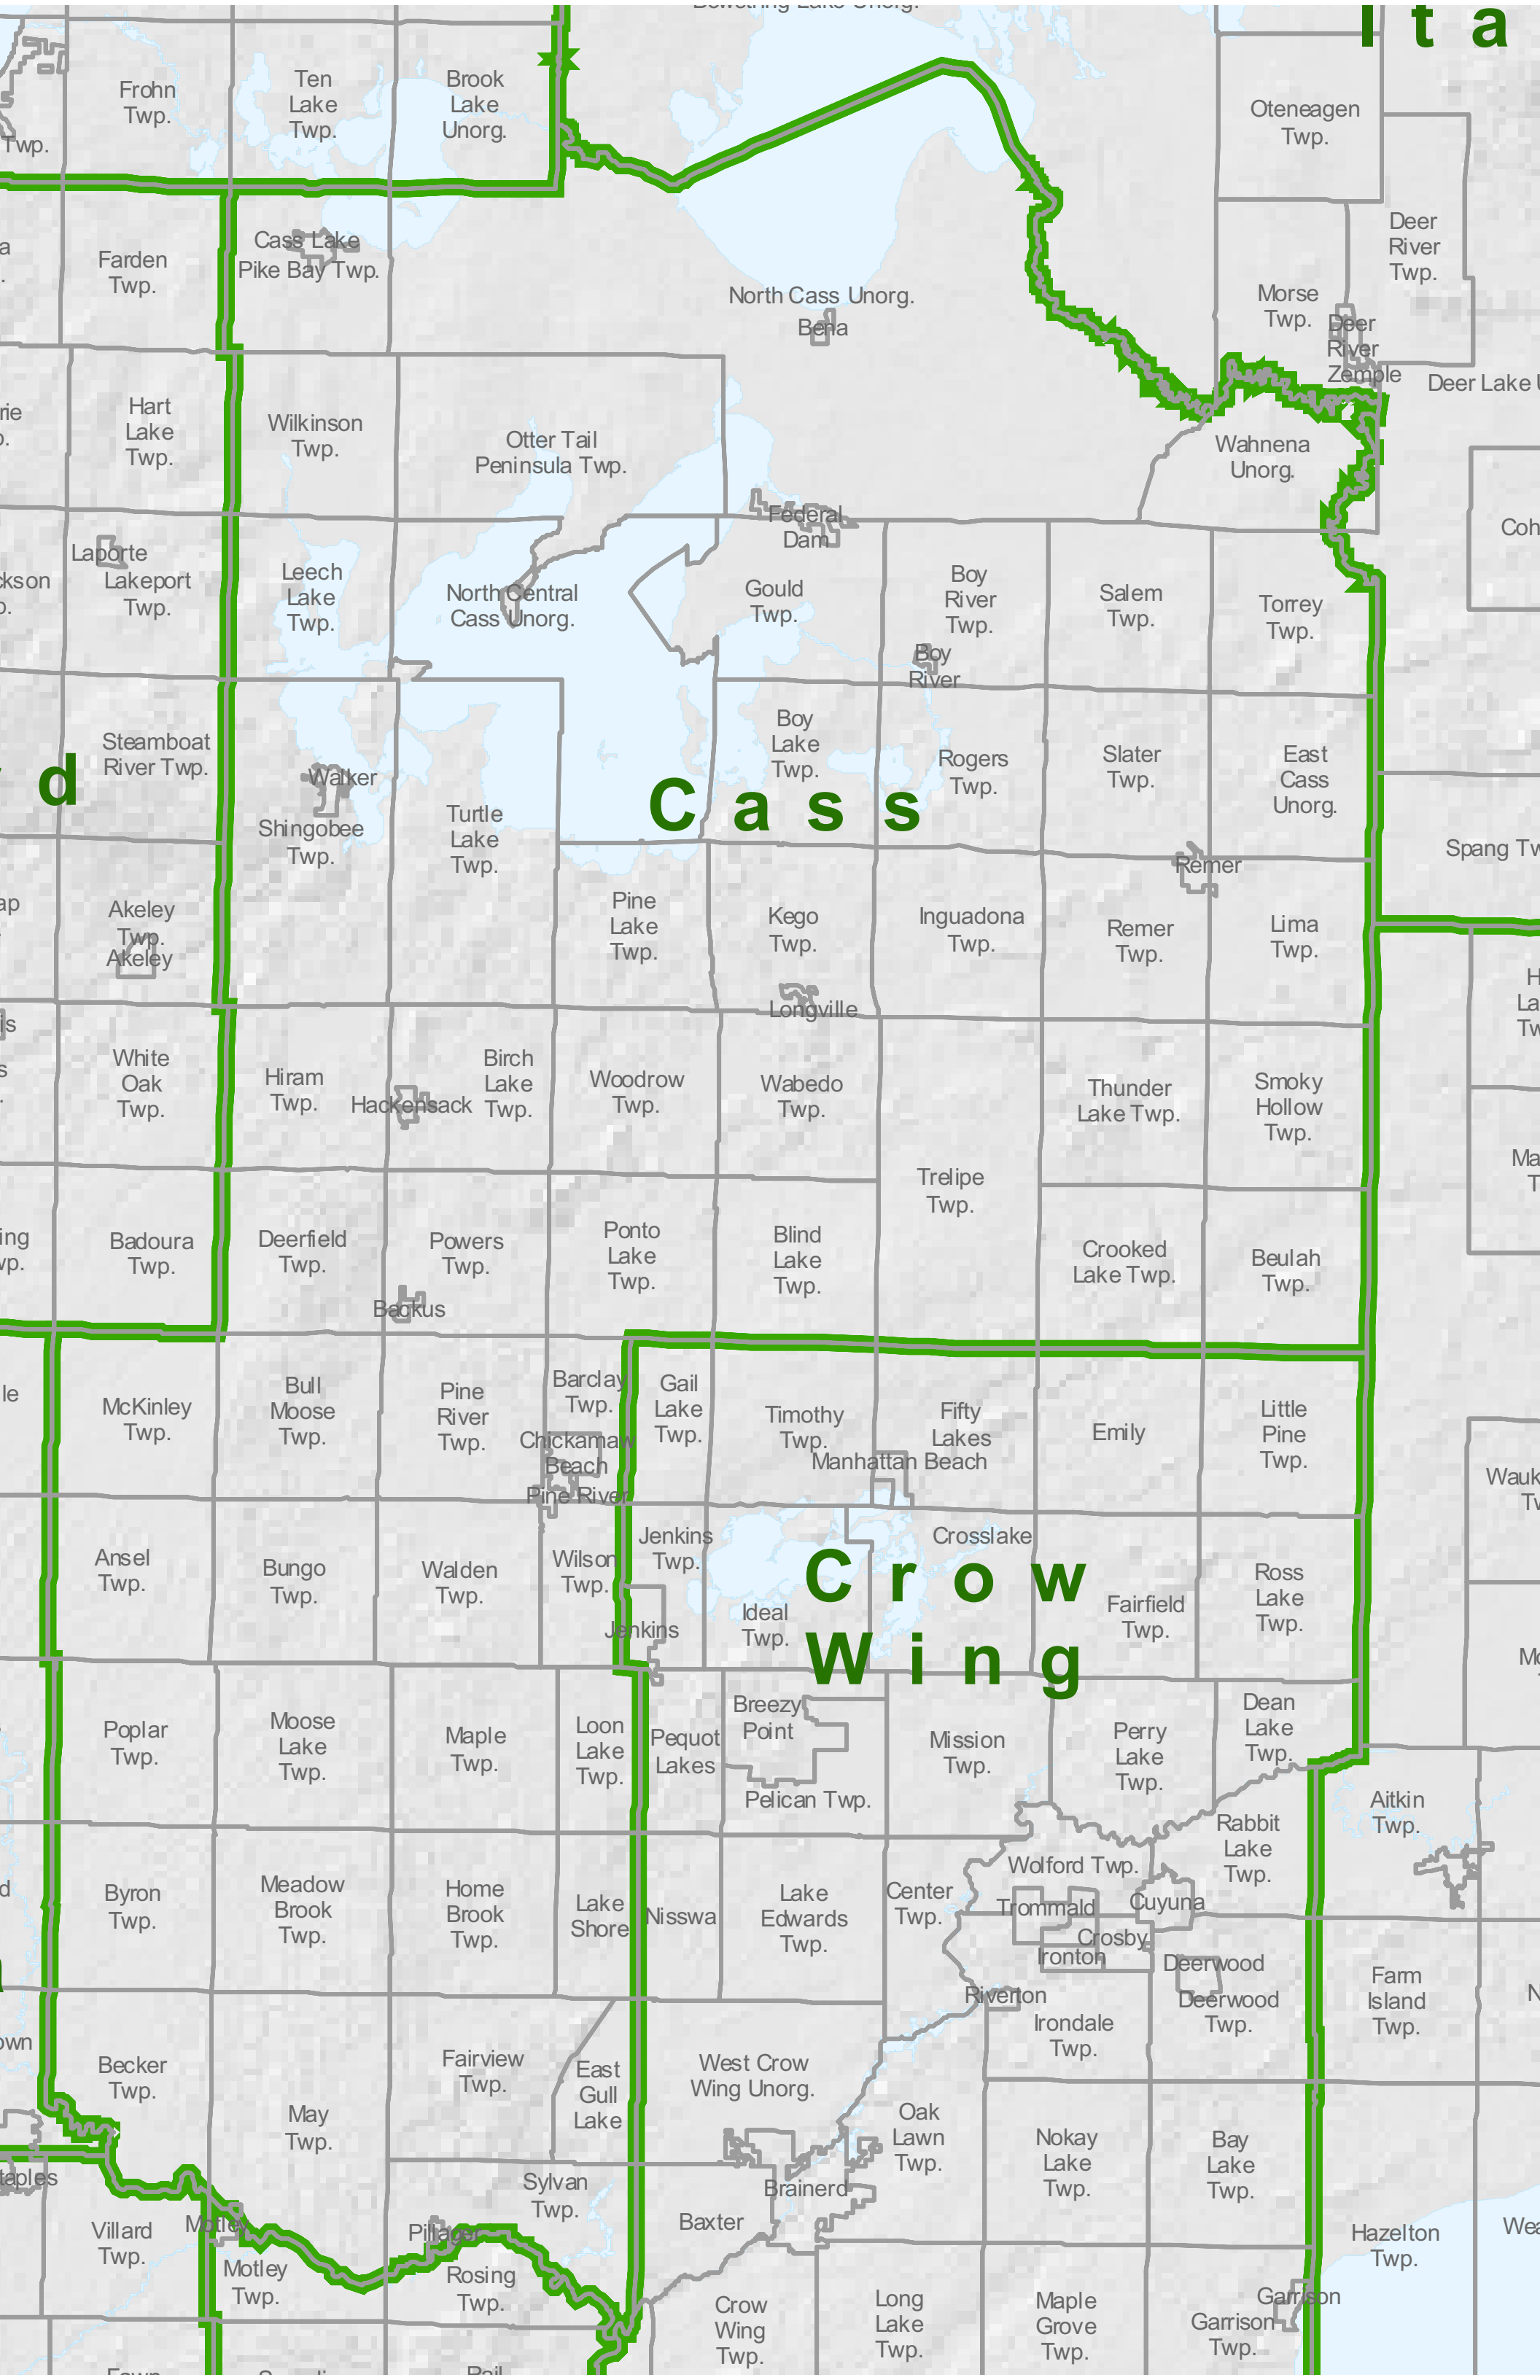 I t a
Frohn
Twp.
Ten
Lake
Twp.
Brook
Lake
Unorg.
Oteneagen
Twp.
Twp.
Deer
River
Twp.
Farden
Twp.
Cass Lake
Pike Bay Twp.
North Cass Unorg.
Bena
Morse
Twp.
Deer
River
Zemple
Deer Lake U
Hart
Lake
Twp.
Wilkinson
Twp.
Otter Tail
Peninsula Twp.
Wahnena
Unorg.
Federal
Dam
Coh
Laporte
Lakeport
Twp.
Leech
Lake
Twp.
North Central
Cass Unorg.
Gould
Twp.
Boy
River
Twp.
Salem
Twp.
Torrey
Twp.
Boy
River
Steamboat
River Twp.
Boy
Lake
Twp.
Rogers
Twp.
Slater
Twp.
East
Cass
Unorg.
d
Walker
Shingobee
Twp.
Turtle
Lake
Twp.
C a s s
Spang Tw
Remer
Akeley
Twp.
Akeley
Pine
Lake
Twp.
Kego
Twp.
Inguadona
Twp.
Remer
Twp.
Lima
Twp.
Longville
White
Oak
Twp.
Hiram
Twp.
Hackensack
Birch
Lake
Twp.
Woodrow
Twp.
Wabedo
Twp.
Thunder
Lake Twp.
Smoky
Hollow
Twp.
Trelipe
Twp.
Badoura
Twp.
Deerfield
Twp.
Powers
Twp.
Ponto
Lake
Twp.
Blind
Lake
Twp.
Crooked
Lake Twp.
Beulah
Twp.
Backus
McKinley
Twp.
Bull
Moose
Twp.
Pine
River
Twp.
Barclay
Twp.
Gail
Lake
Twp.
Timothy
Twp.
Fifty
Lakes
Emily
Little
Pine
Twp.
Chickamaw
Beach
Manhattan Beach
Pine River
Wauk
Tw
Ansel
Twp.
Bungo
Twp.
Walden
Twp.
Wilson
Twp.
Jenkins
Twp.
Crosslake
Ideal
Twp.
Fairfield
Twp.
Ross
Lake
Twp.
Jenkins
C r o w
W i n g
Poplar
Twp.
Moose
Lake
Twp.
Maple
Twp.
Loon
Lake
Twp.
Pequot
Lakes
Breezy
Point
Pelican Twp.
Mission
Twp.
Perry
Lake
Twp.
Dean
Lake
Twp.
Aitkin
Twp.
Rabbit
Lake
Twp.
Byron
Twp.
Meadow
Brook
Twp.
Home
Brook
Twp.
Lake
Shore
Nisswa
Lake
Edwards
Twp.
Center
Twp.
Wolford Twp.
Trommald
Cuyuna
Crosby
Ironton
Deerwood
Deerwood
Twp.
Riverton
Irondale
Twp.
Farm
Island
Twp.
Becker
Twp.
May
Twp.
Fairview
Twp.
East
Gull
Lake
West Crow
Wing Unorg.
Oak
Lawn
Twp.
Nokay
Lake
Twp.
Bay
Lake
Twp.
Sylvan
Twp.
Brainerd
Baxter
Villard
Twp.
Motley
Motley
Twp.
Pillager
Rosing
Twp.
Hazelton
Twp.
Wea
Crow
Wing
Twp.
Long
Lake
Twp.
Maple
Grove
Twp.
Garrison
Garrison
Twp.